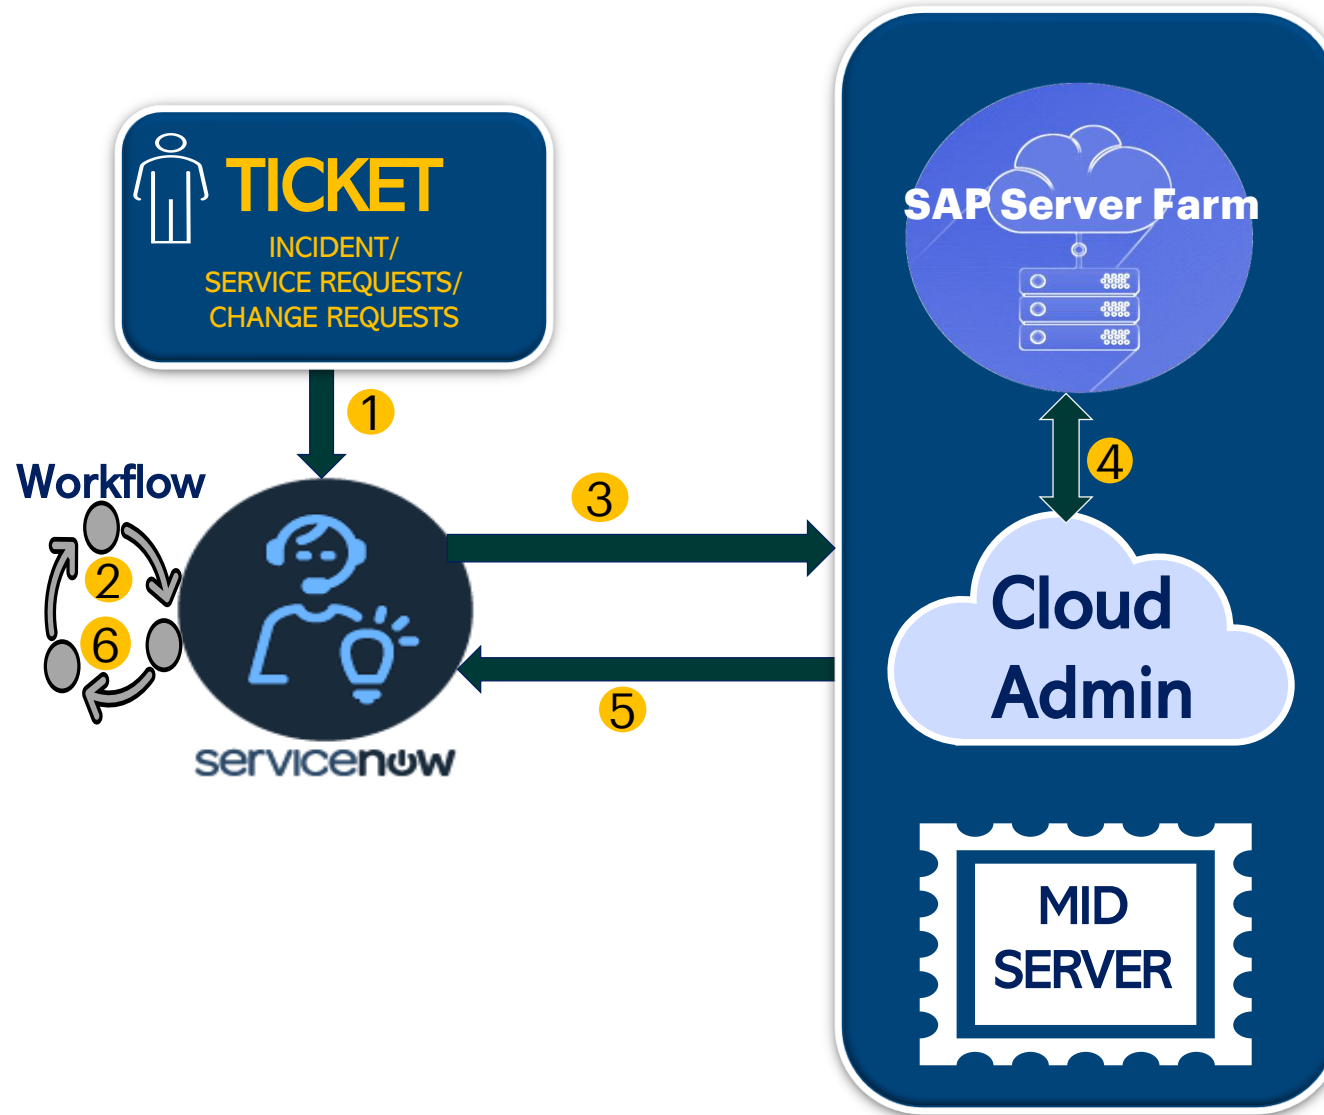 TICKET
INCIDENT/
SERVICE REQUESTS/
CHANGE REQUESTS
1
Workflow
2
6
servicenow
3
5
SAP Server Farm
4
Cloud
Admin
MID
SERVER